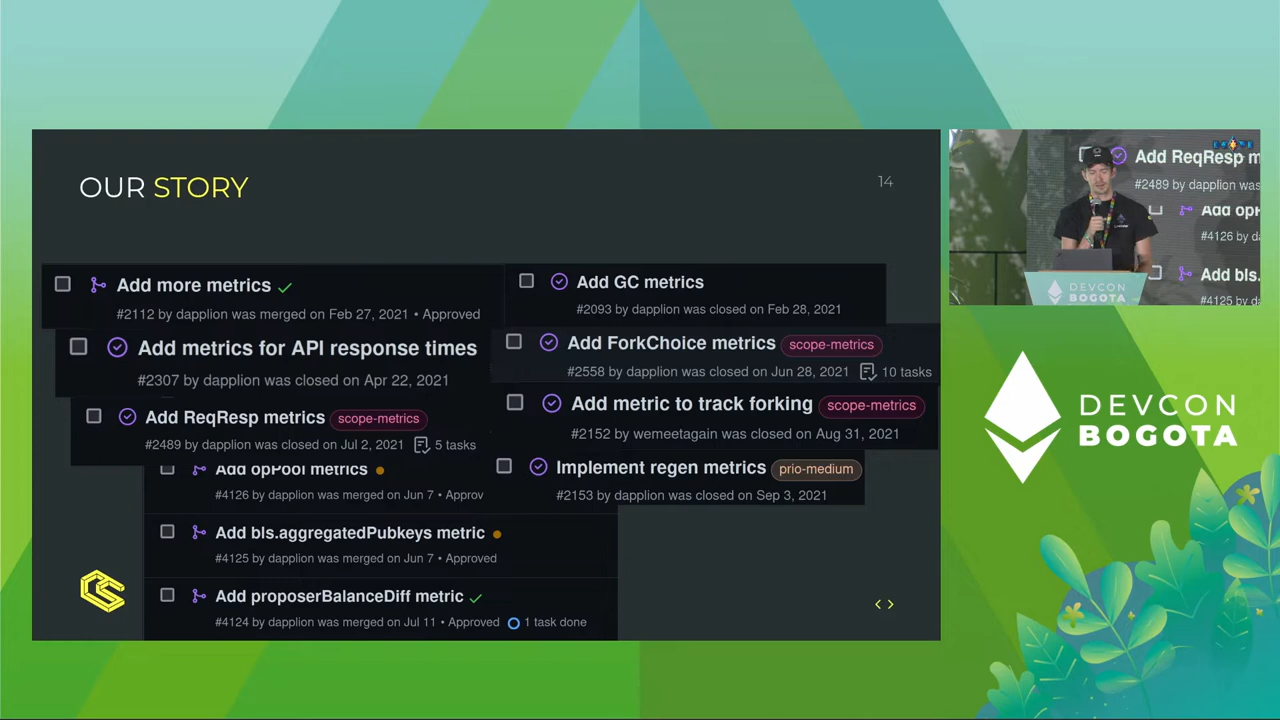 OUR STORY
14
Add more metrics
#2112 by dapplion was merged on Feb 27, 2021 • Approved
Add metrics for API response times
#2307 by dapplion was closed on Apr 22, 2021
Add ReqResp metrics scope-metrics
#2489 by dapplion was closed on Jul 2, 2021 5 tasks
Add opPool metrics
#4126 by dapplion was merged on Jun 7 • Approv
Add bls.aggregatedPubkeys metric
#4125 by dapplion was merged on Jun 7 • Approved
Add proposerBalanceDiff metric
#4124 by dapplion was merged on Jul 11 • Approved 1 task done
Add GC metrics
#2093 by dapplion was closed on Feb 28, 2021
Add ForkChoice metrics scope-metrics
#2558 by dapplion was closed on Jun 28, 2021 10 tasks
Add metric to track forking scope-metrics
#2152 by wemeetagain was closed on Aug 31, 2021
Implement regen metrics prio-medium
#2153 by dapplion was closed on Sep 3, 2021
< >
Add ReqResp m
#2489 by dapplion was
Add opP
#4126 by da
Add bls.
#4125 by da
DEVCON
BOGOTA
DEVCON
BOGOTA